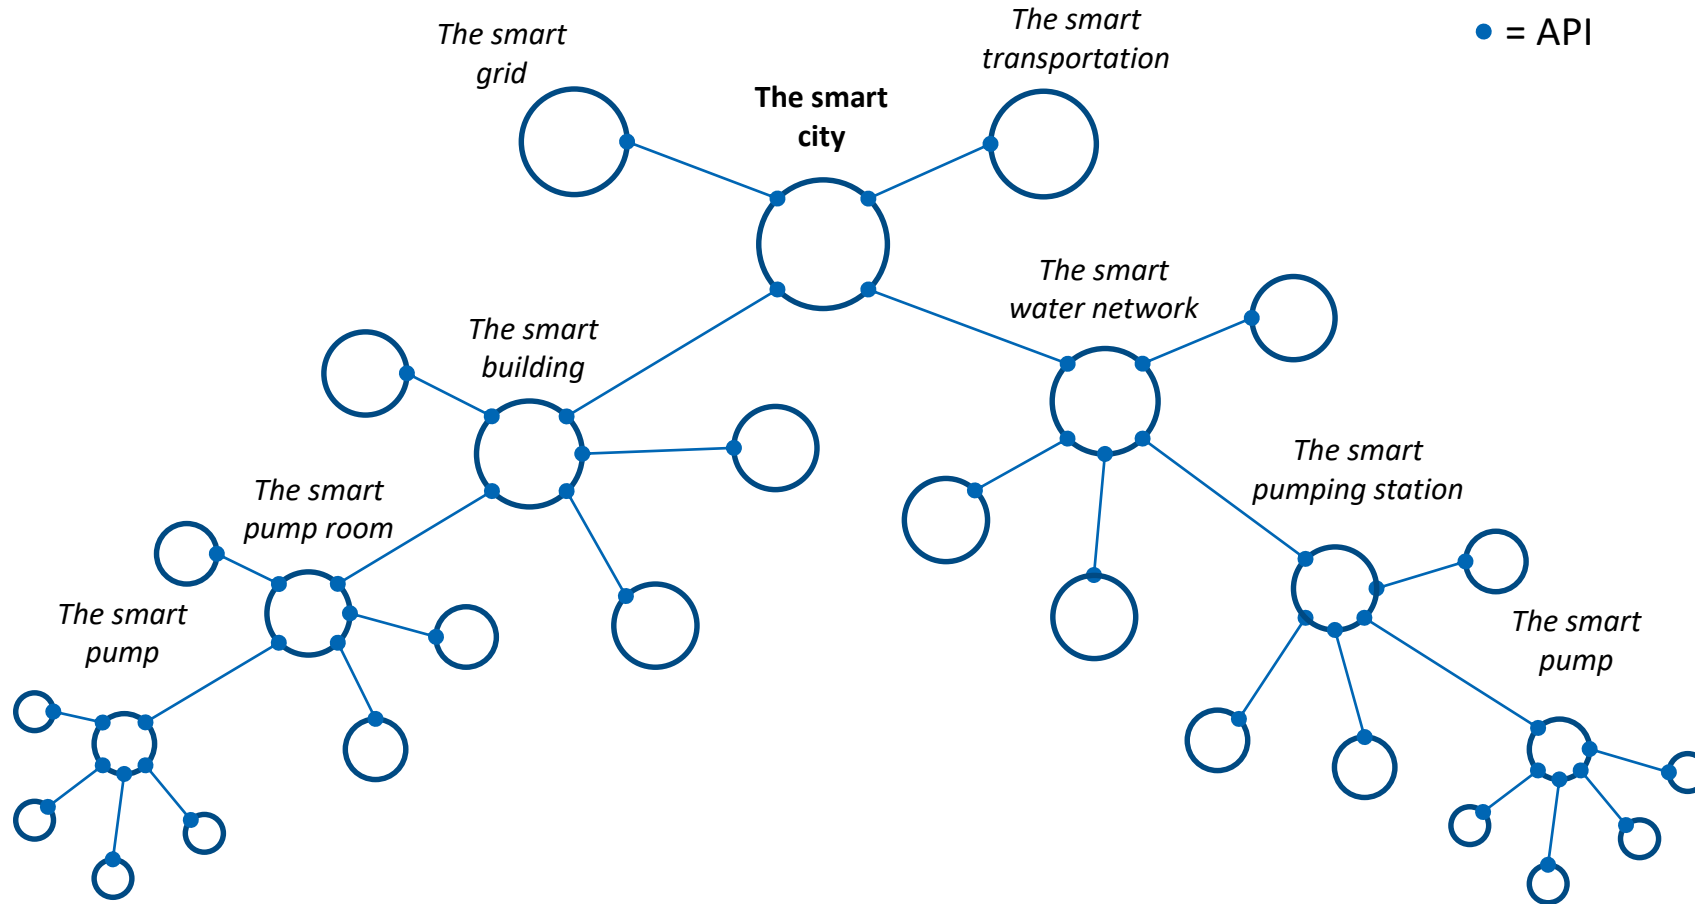 The smart
grid
The smart
transportation
= API
The smart
city
The smart
water network
The smart
building
The smart
pumping station
The smart
pump room
The smart
pump
The smart
pump